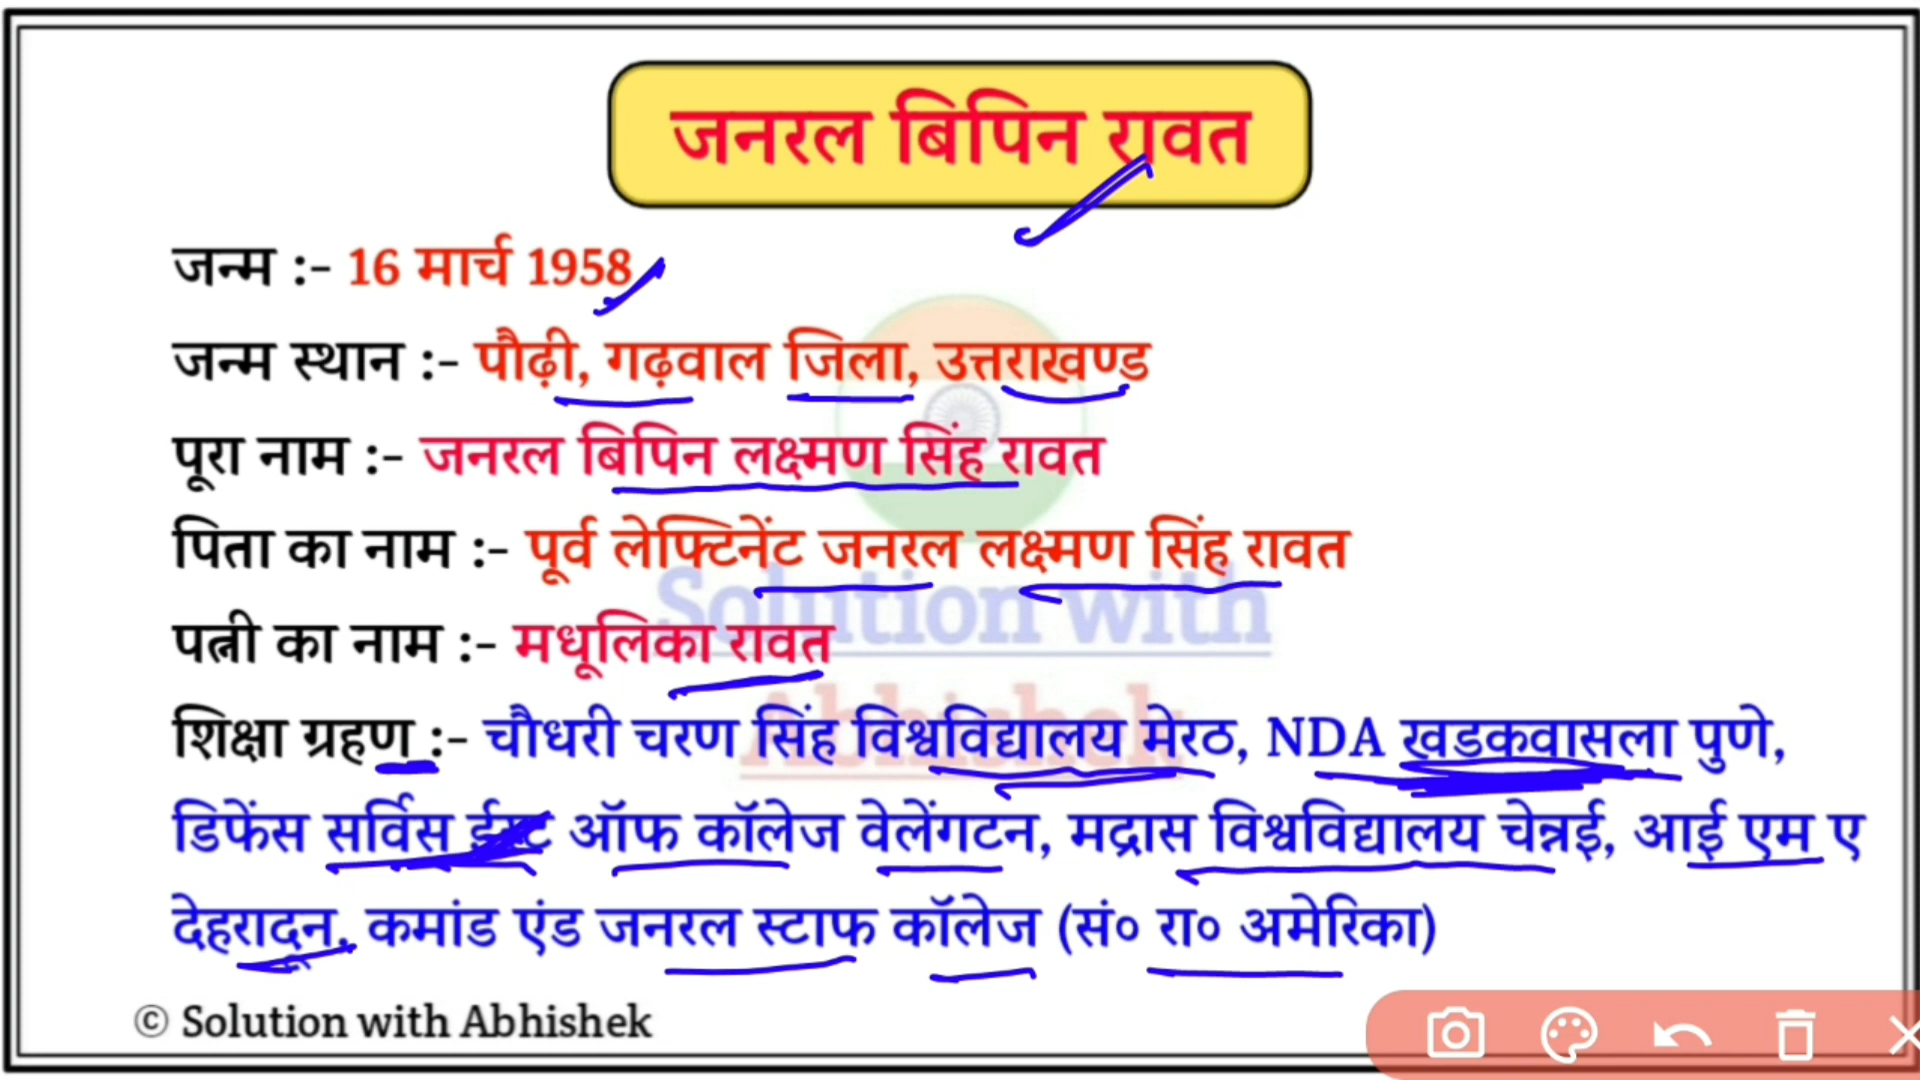 जनरल बिपिन रावत
जन्म :- 16 मार्च 1958
जन्म स्थान :- पौढ़ी, गढ़वाल जिला, उत्तराखण्ड
पूरा नाम :- जनरल बिपिन लक्ष्मण सिंह रावत
पिता का नाम :- पूर्व लेफ्टिनेंट जनरल लक्ष्मण सिंह रावत
Solution with
पत्नी का नाम :- मधूलिका रावत
Abhishek
शिक्षा ग्रहण :- चौधरी चरण सिंह विश्वविद्यालय मेरठ, NDA खडकवासला पुणे,
डिफेंस सर्विस ऑफ कॉलेज वेलेंगटन, मद्रास विश्वविद्यालय चेन्नई, आई एम ए
देहरादून, कमांड एंड जनरल स्टाफ कॉलेज (सं० रा० अमेरिका)
© Solution with Abhishek